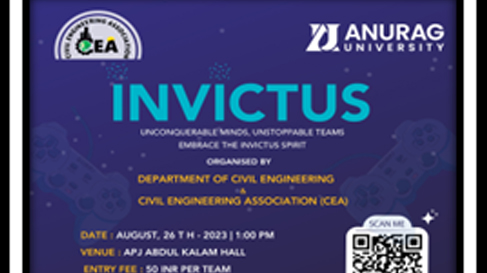 CIVIL ENGINEERING ASSOCIATION
CEA
ANURAG
UNIVERSITY
INVICTUS
UNCONQUERABLE MINDS, UNSTOPPABLE TEAMS
EMBRACE THE INVICTUS SPIRIT
ORGANISED BY
DEPARTMENT OF CIVIL ENGINEERING
&
CIVIL ENGINEERING ASSOCIATION (CEA)
SCAN ME
DATE : AUGUST, 26 T H - 2023 | 1:00 PM
VENUE : APJ ABDUL KALAM HALL
ENTRY FEE : 50 INR PER TEAM